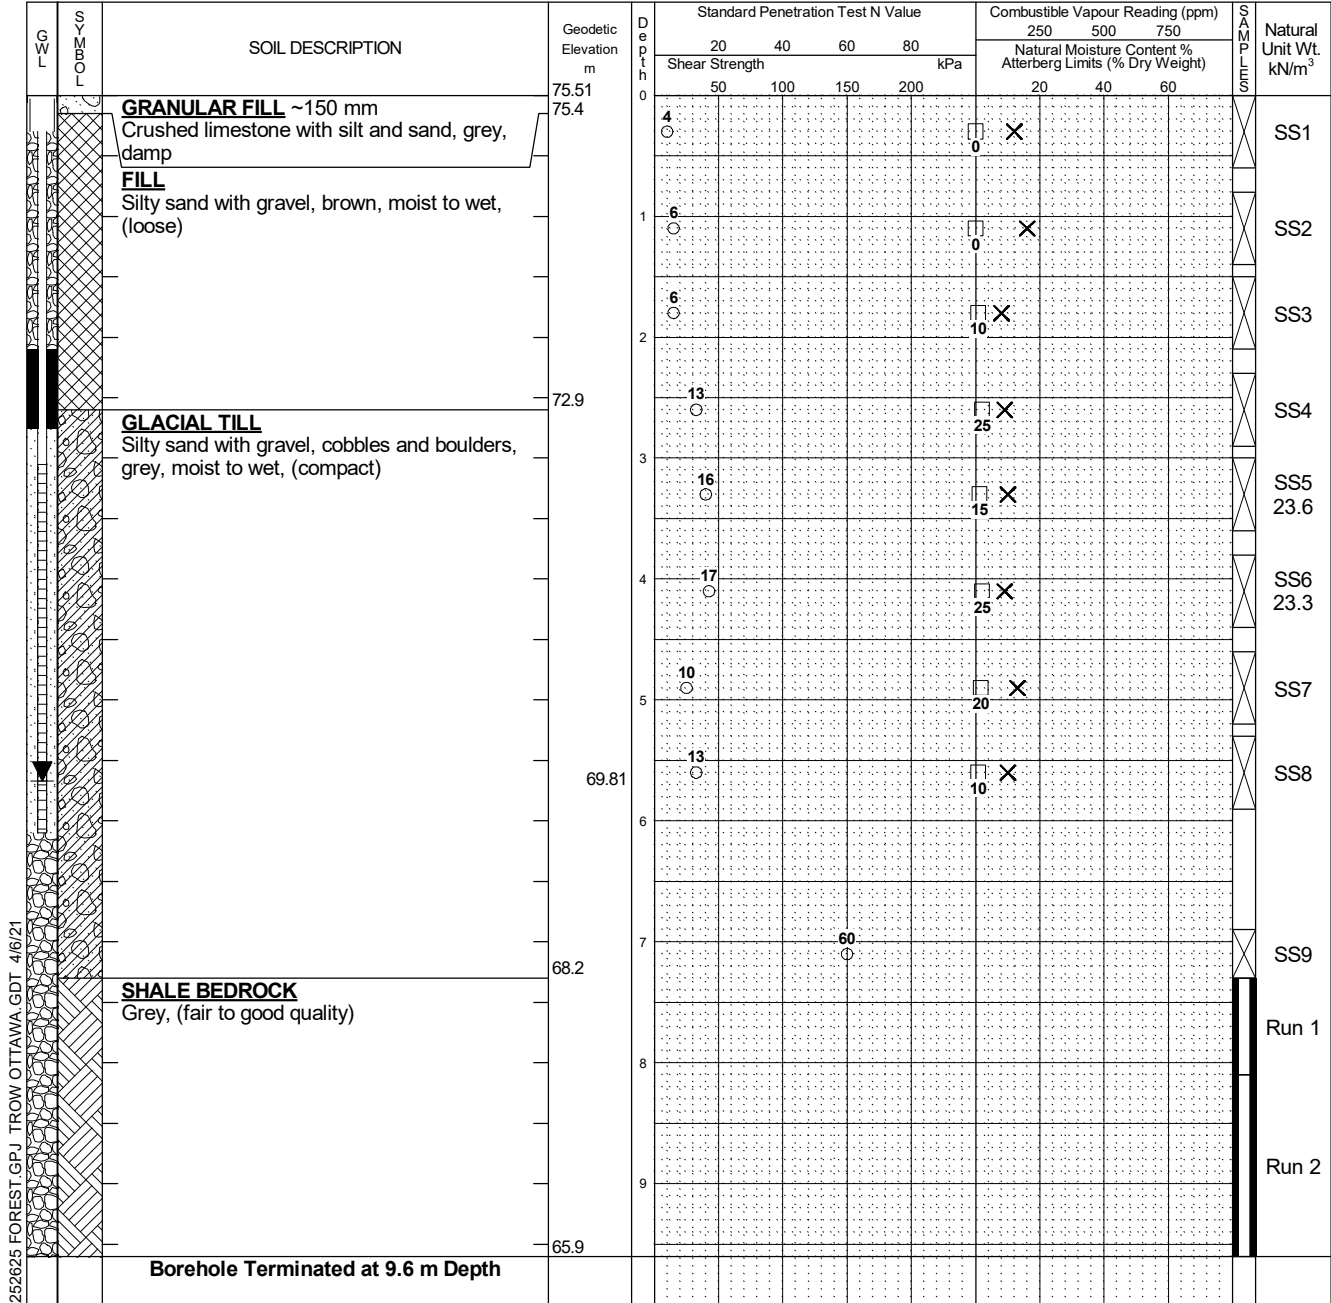 GWL
SYMBOL
SOIL DESCRIPTION
Geodetic
Elevation
m
Depth
Standard Penetration Test N Value
20 40 60 80
Shear Strength kPa
50 100 150 200
Combustible Vapour Reading (ppm)
250 500 750
Natural Moisture Content %
Atterberg Limits (% Dry Weight)
20 40 60
SAMPLES
Natural
Unit Wt.
kN/m³
75.51
0
GRANULAR FILL ~150 mm
75.4
Crushed limestone with silt and sand, grey,
damp
4
0
SS1
FILL
Silty sand with gravel, brown, moist to wet,
(loose)
1
6
0
SS2
6
10
SS3
2
72.9
13
25
SS4
GLACIAL TILL
Silty sand with gravel, cobbles and boulders,
grey, moist to wet, (compact)
3
16
15
SS5
23.6
4
17
25
SS6
23.3
10
20
SS7
5
69.81
13
10
SS8
6
7
60
SS9
68.2
SHALE BEDROCK
Grey, (fair to good quality)
Run 1
8
Run 2
9
65.9
Borehole Terminated at 9.6 m Depth
252625 FOREST.GPJ TROW OTTAWA.GDT 4/6/21